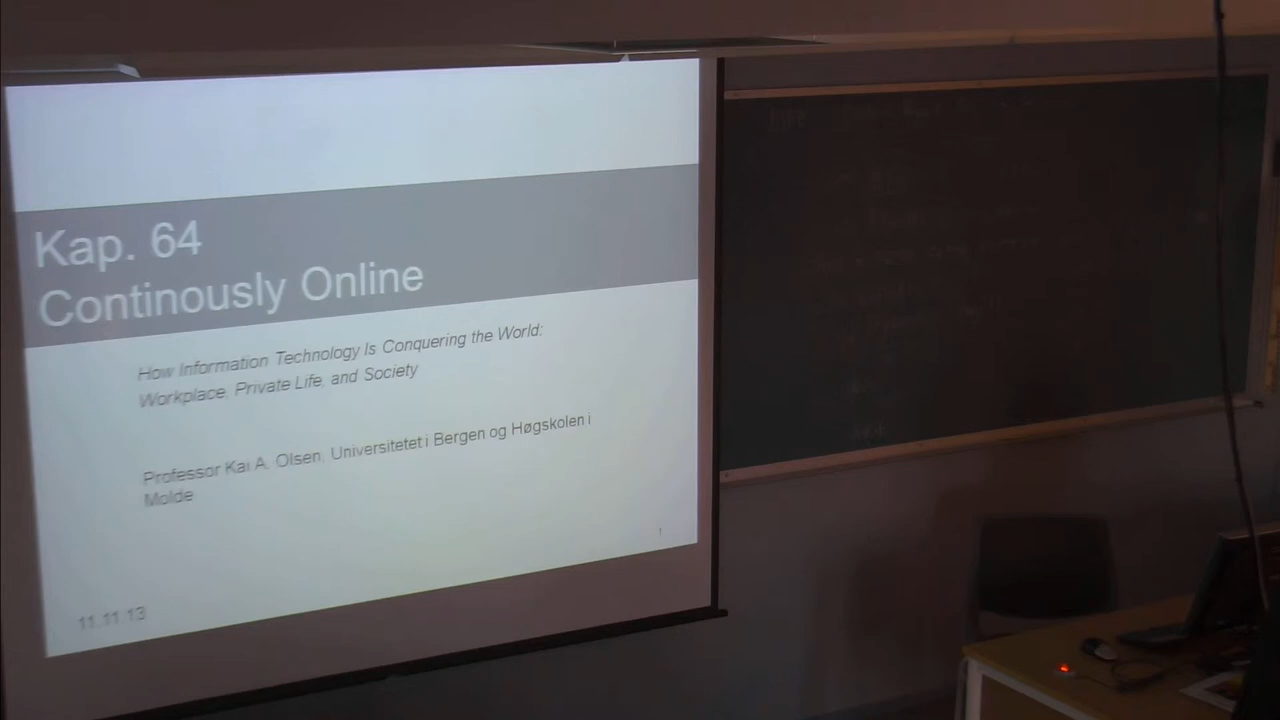 Kap. 64
Continously Online
How Information Technology Is Conquering the World:
Workplace, Private Life, and Society
Professor Kai A. Olsen, Universitetet i Bergen og Høgskolen i
Molde
1
11.11.13